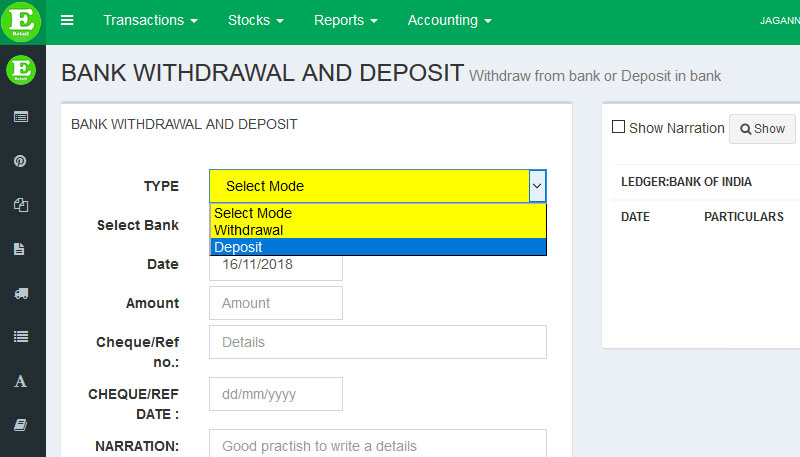 E
Retail
Transactions Stocks Reports Accounting JAGANN
E
Retail
BANK WITHDRAWAL AND DEPOSIT Withdraw from bank or Deposit in bank
BANK WITHDRAWAL AND DEPOSIT
TYPE Select Mode
Select Mode
Withdrawal
Deposit
Select Bank
Date 16/11/2018
Amount Amount
Cheque/Ref no.: Details
CHEQUE/REF DATE : dd/mm/yyyy
NARRATION: Good practish to write a details
A
Show Narration Show
LEDGER:BANK OF INDIA
DATE PARTICULARS